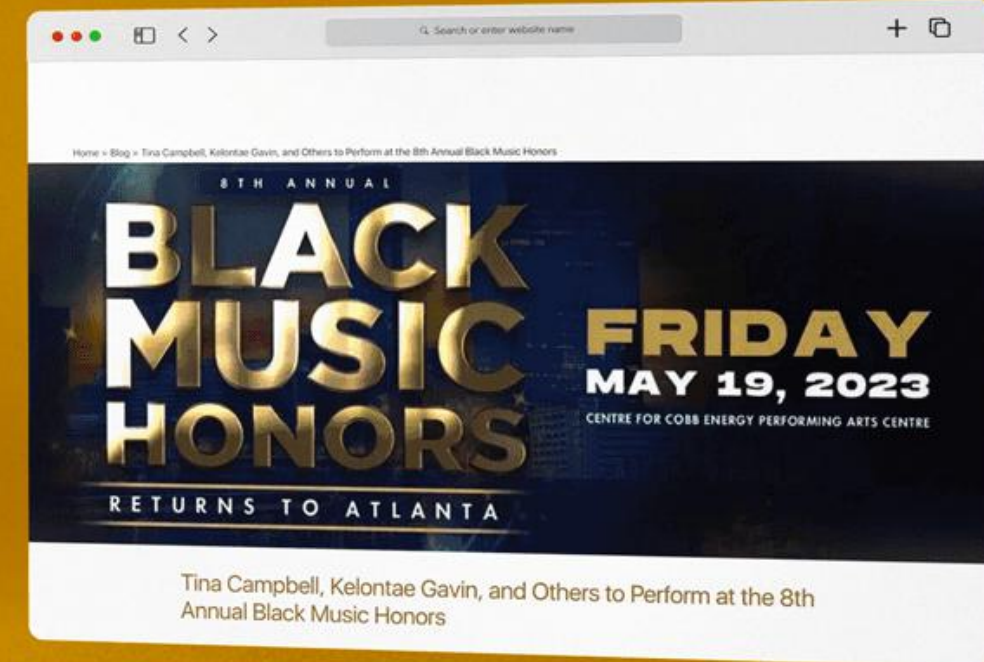 Search or enter website name
Home » Blog » Tina Campbell, Kelontae Gavin, and Others to Perform at the 8th Annual Black Music Honors
8TH ANNUAL
BLACK
MUSIC
HONORS
RETURNS TO ATLANTA
FRIDAY
MAY 19, 2023
CENTRE FOR COBB ENERGY PERFORMING ARTS CENTRE
Tina Campbell, Kelontae Gavin, and Others to Perform at the 8th
Annual Black Music Honors